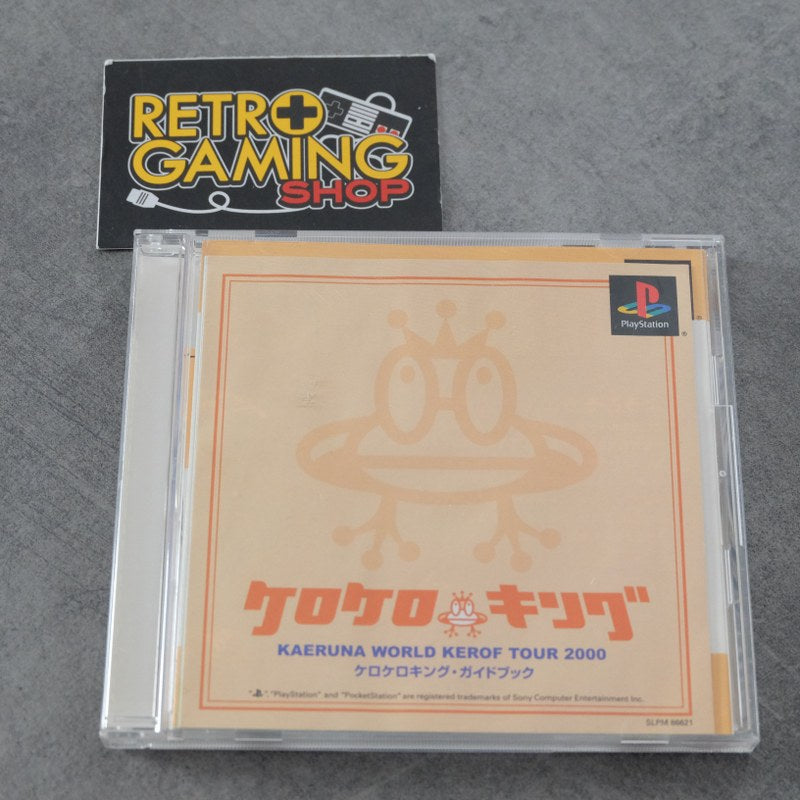 RETRO
GAMING
SHOP
PlayStation
®
ケロケロキング
KAERUNA WORLD KEROF TOUR 2000
ケロケロキング・ガイドブック
" ", "PlayStation" and "PocketStation" are registered trademarks of Sony Computer Entertainment Inc.
SLPM 86621